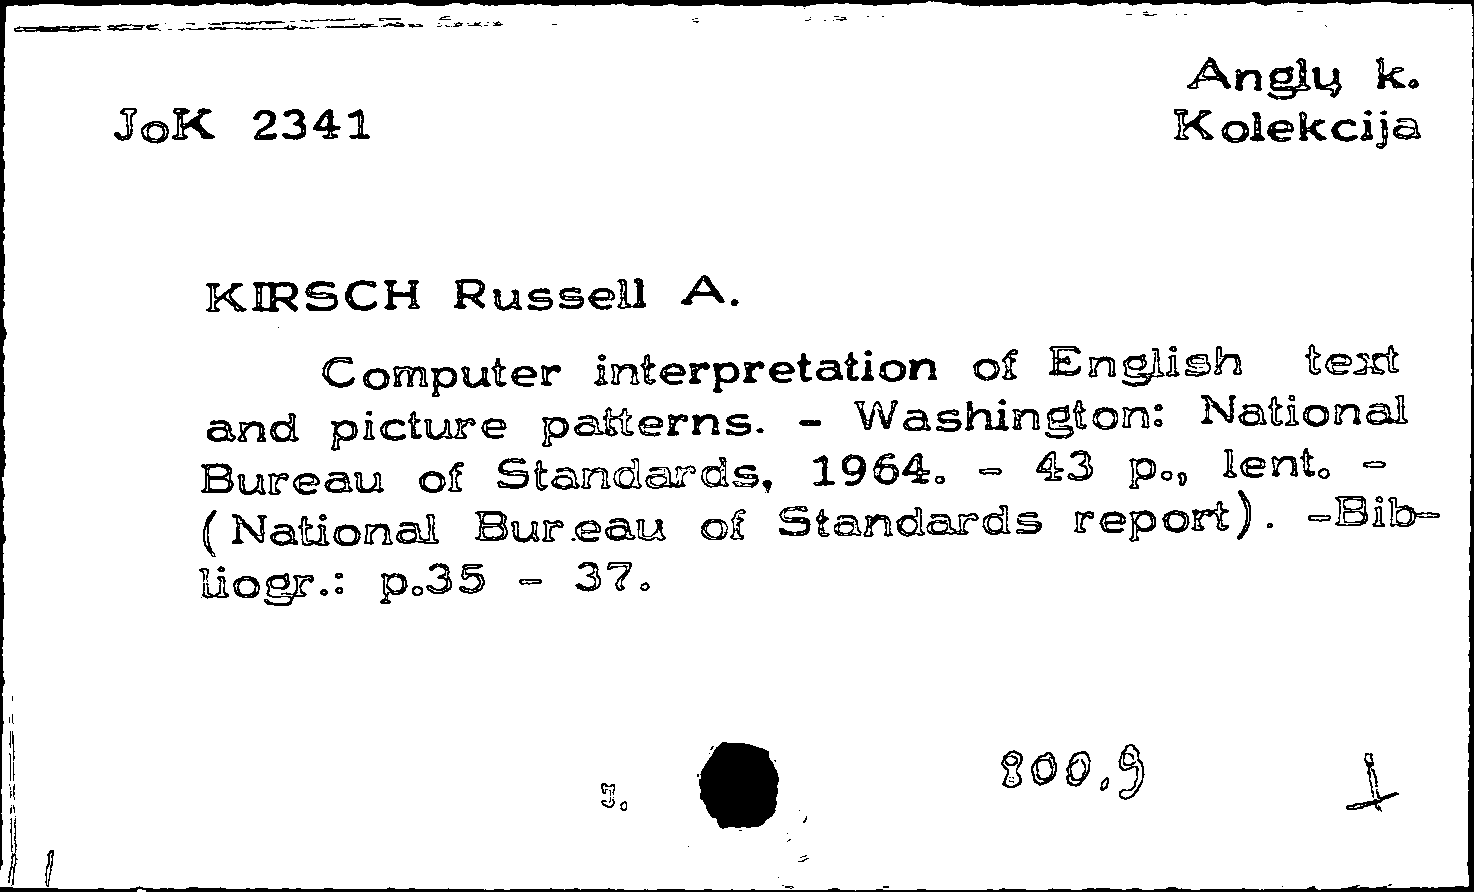 Anglų k.
JoK 2341
Kolekcija
KIRSCH Russell A.
Computer interpretation of English text
and picture patterns. - Washington: National
Bureau of Standards, 1964. - 43 p., lent. -
(National Bureau of Standards report). -Bib-
liogr.: p.35 - 37.
800.9